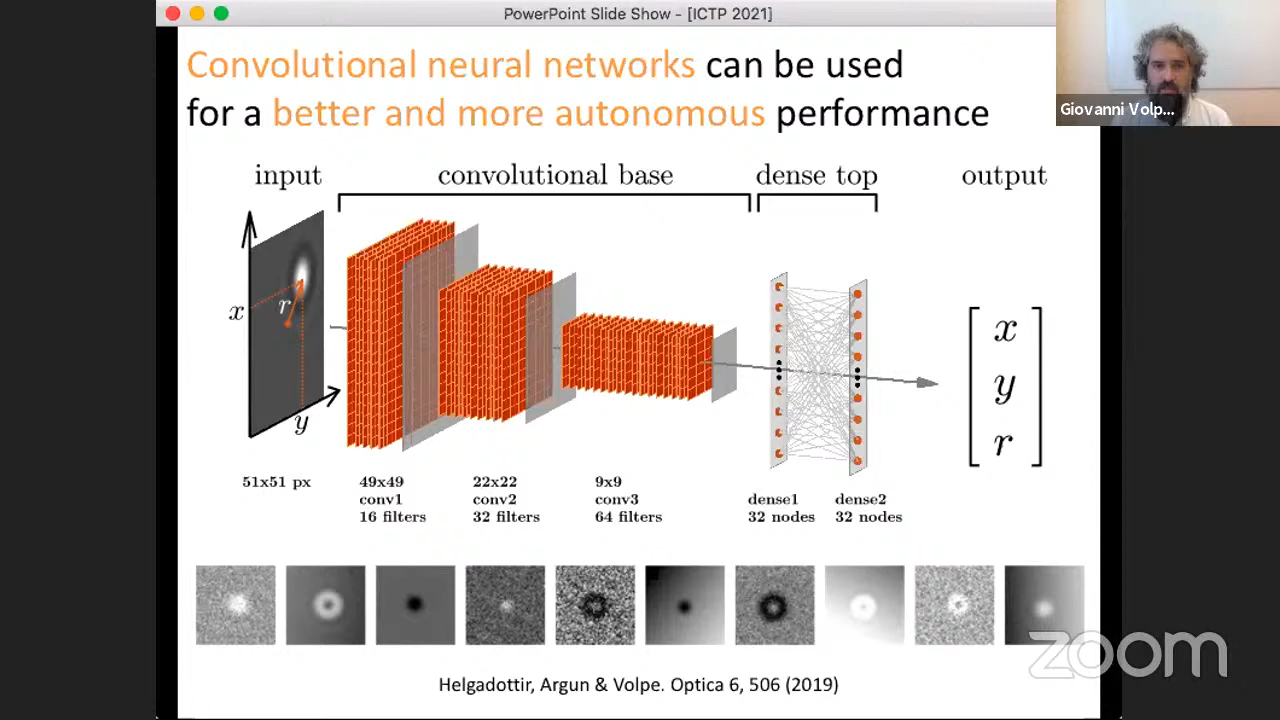 PowerPoint Slide Show - [ICTP 2021]
Convolutional neural networks can be used
for a better and more autonomous performance
Giovanni Volp...
input
convolutional base
dense top
output
x
r
y
x
y
r
51x51 px
49x49
conv1
16 filters
22x22
conv2
32 filters
9x9
conv3
64 filters
dense1
32 nodes
dense2
32 nodes
zoom
Helgadottir, Argun & Volpe. Optica 6, 506 (2019)